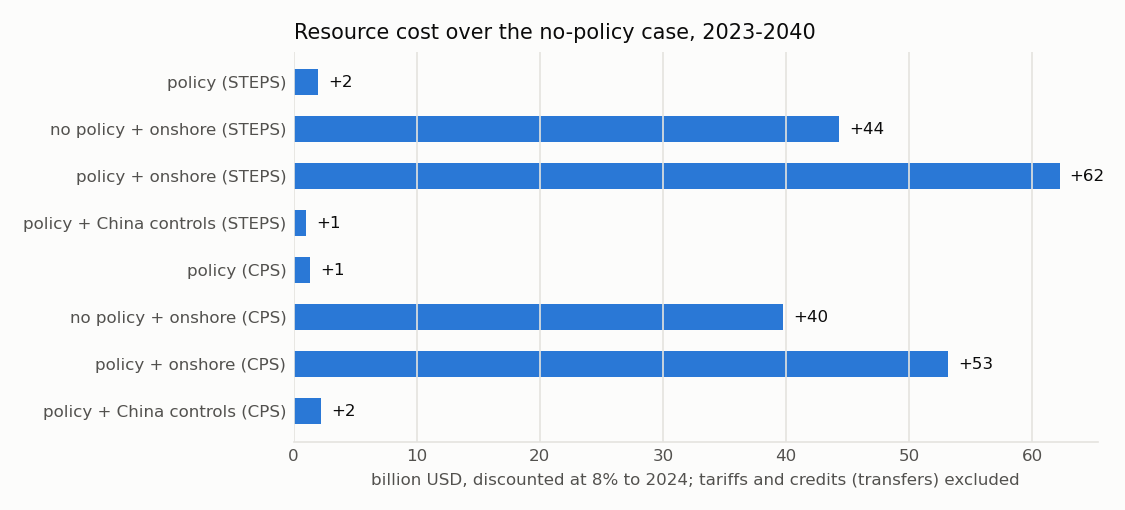 Resource cost over the no-policy case, 2023-2040
policy (STEPS) +2
no policy + onshore (STEPS) +44
policy + onshore (STEPS) +62
policy + China controls (STEPS) +1
policy (CPS) +1
no policy + onshore (CPS) +40
policy + onshore (CPS) +53
policy + China controls (CPS) +2
0 10 20 30 40 50 60
billion USD, discounted at 8% to 2024; tariffs and credits (transfers) excluded